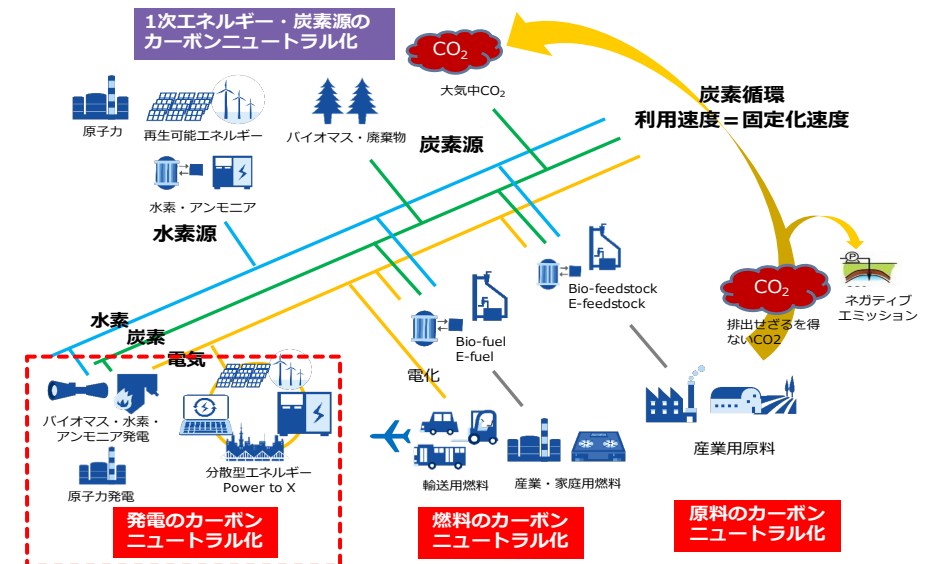 1次エネルギー・炭素源の
カーボンニュートラル化
CO2
大気中CO2
炭素循環
利用速度＝固定化速度
原子力
再生可能エネルギー
バイオマス・廃棄物
炭素源
水素・アンモニア
水素源
Bio-feedstock
E-feedstock
P
CO2
ネガティブ
エミッション
排出せざるを得
ないCO2
水素
炭素
電気
Bio-fuel
E-fuel
電化
バイオマス・水素・
アンモニア発電
原子力発電
分散型エネルギー
Power to X
輸送用燃料
産業・家庭用燃料
産業用原料
発電のカーボン
ニュートラル化
燃料のカーボン
ニュートラル化
原料のカーボン
ニュートラル化